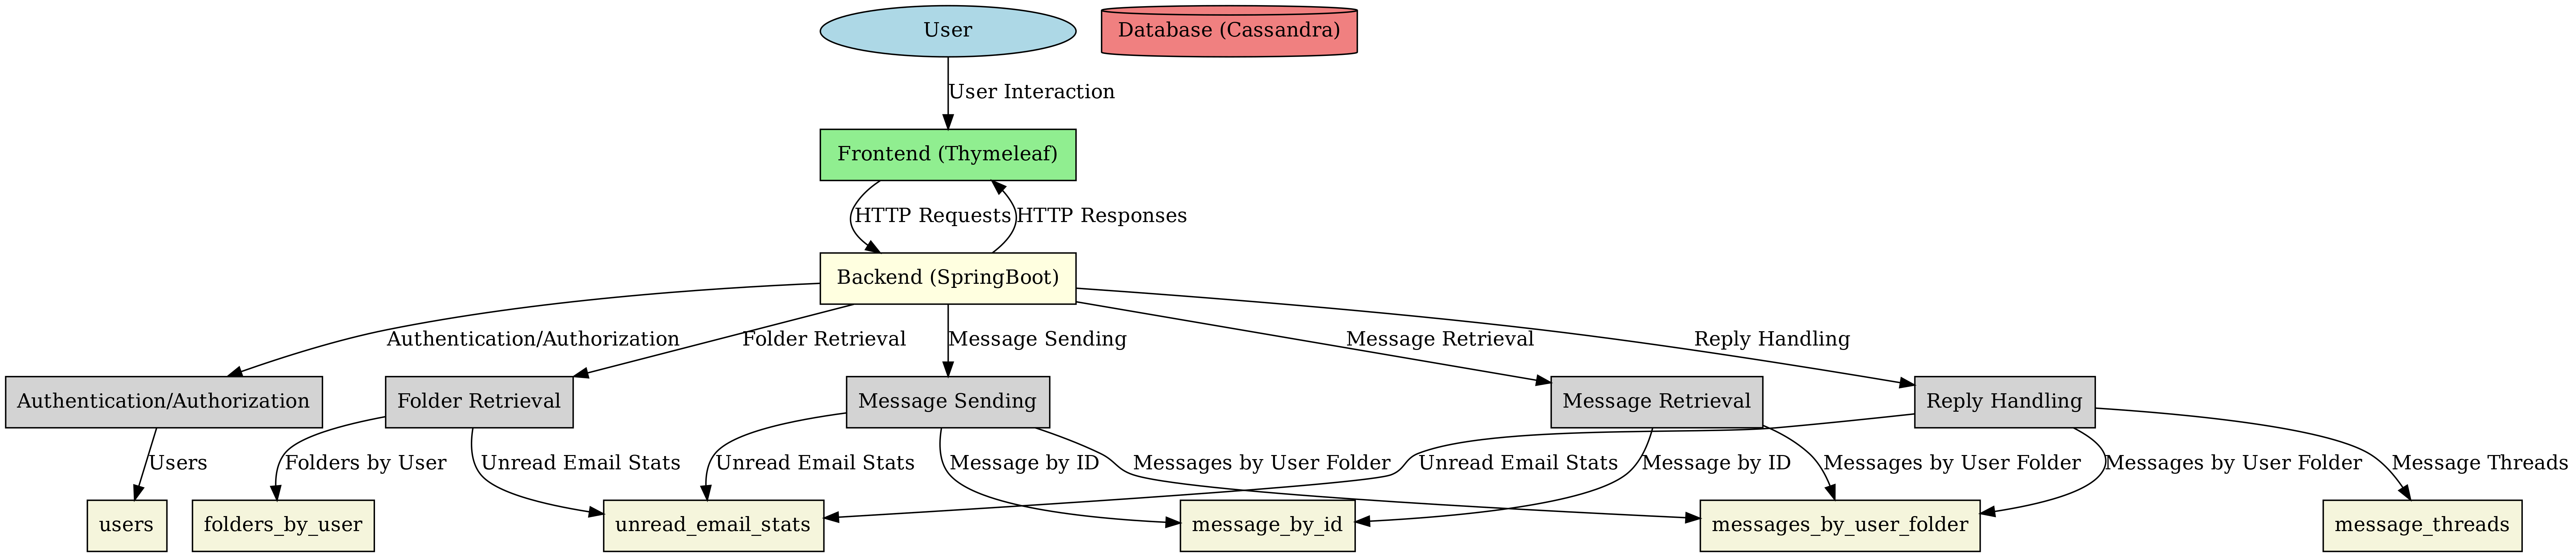 User
Database (Cassandra)
User Interaction
Frontend (Thymeleaf)
HTTP Requests
HTTP Responses
Backend (SpringBoot)
Authentication/Authorization
Folder Retrieval
Message Sending
Message Retrieval
Reply Handling
Authentication/Authorization
Folder Retrieval
Message Sending
Message Retrieval
Reply Handling
Users
Folders by User
Unread Email Stats
Unread Email Stats
Message by ID
Messages by User Folder
Unread Email Stats
Message by ID
Messages by User Folder
Messages by User Folder
Message Threads
users
folders_by_user
unread_email_stats
message_by_id
messages_by_user_folder
message_threads